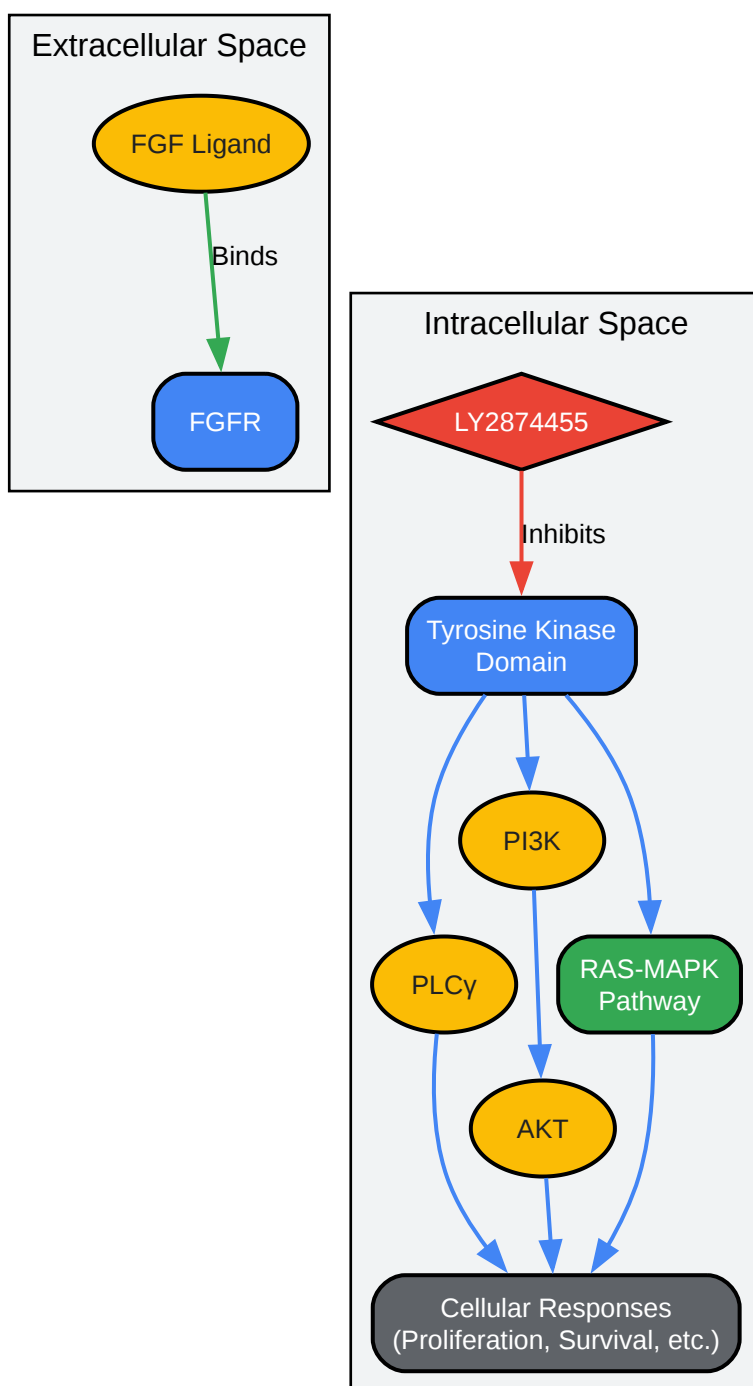 Extracellular Space
FGF Ligand
Binds
FGFR
Intracellular Space
LY2874455
Inhibits
Tyrosine Kinase
Domain
PI3K
PLCγ
RAS-MAPK
Pathway
AKT
Cellular Responses
(Proliferation, Survival, etc.)